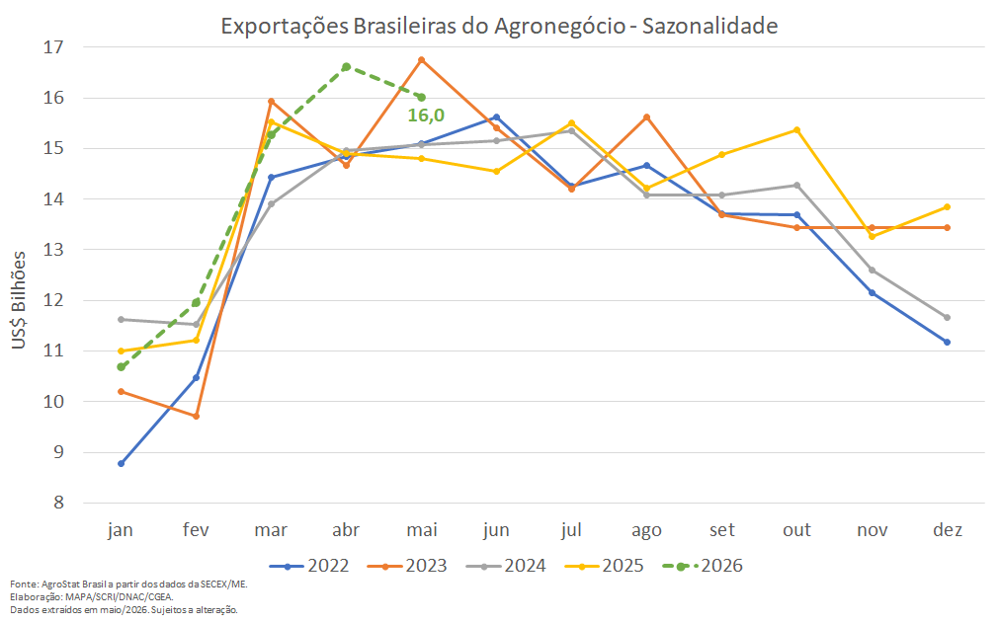 Exportações Brasileiras do Agronegócio - Sazonalidade
17
16
15
14
13
12
11
10
9
8
US$ Bilhões
16,0
jan fev mar abr mai jun jul ago set out nov dez
2022 2023 2024 2025 2026
Fonte: AgroStat Brasil a partir dos dados da SECEX/ME.
Elaboração: MAPA/SCRI/DNAC/CGEA.
Dados extraídos em maio/2026. Sujeitos a alteração.